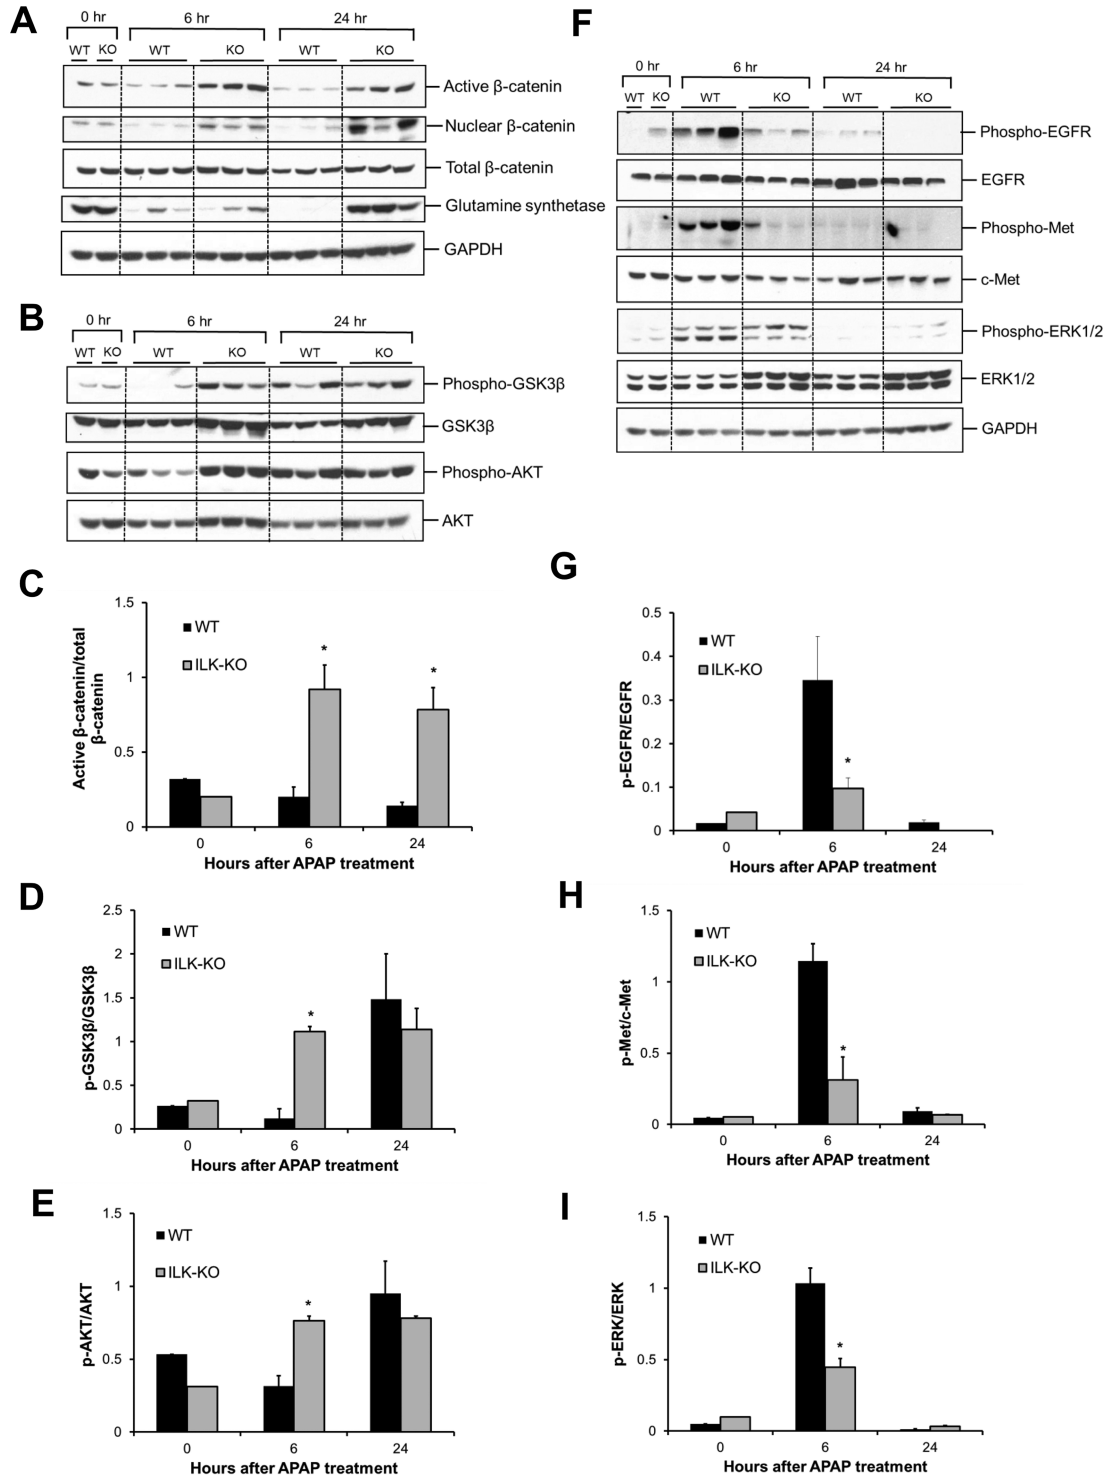 A
0 hr 6 hr 24 hr
WT KO WT KO WT KO
Active β-catenin
Nuclear β-catenin
Total β-catenin
Glutamine synthetase
GAPDH
B
0 hr 6 hr 24 hr
WT KO WT KO WT KO
Phospho-GSK3β
GSK3β
Phospho-AKT
AKT
C
Active β-catenin/total
β-catenin
1.5
1
0.5
0
WT
ILK-KO
*
*
0 6 24
Hours after APAP treatment
D
p-GSK3β/GSK3β
2.5
2
1.5
1
0.5
0
WT
ILK-KO
*
0 6 24
Hours after APAP treatment
E
p-AKT/AKT
1.5
1
0.5
0
WT
ILK-KO
*
0 6 24
Hours after APAP treatment
F
0 hr 6 hr 24 hr
WT KO WT KO WT KO
Phospho-EGFR
EGFR
Phospho-Met
c-Met
Phospho-ERK1/2
ERK1/2
GAPDH
G
p-EGFR/EGFR
0.5
0.4
0.3
0.2
0.1
0
WT
ILK-KO
*
0 6 24
Hours after APAP treatment
H
p-Met/c-Met
1.5
1
0.5
0
WT
ILK-KO
*
0 6 24
Hours after APAP treatment
I
p-ERK/ERK
1.5
1
0.5
0
WT
ILK-KO
*
0 6 24
Hours after APAP treatment